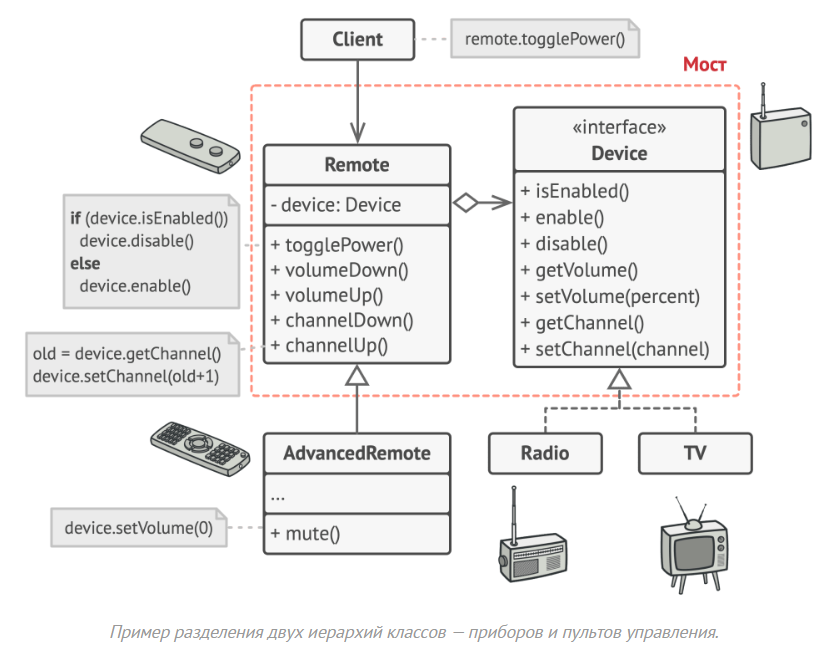 Client
remote.togglePower()
Мост
Remote
- device: Device
+ togglePower()
+ volumeDown()
+ volumeUp()
+ channelDown()
+ channelUp()
«interface»
Device
+ isEnabled()
+ enable()
+ disable()
+ getVolume()
+ setVolume(percent)
+ getChannel()
+ setChannel(channel)
if (device.isEnabled())
device.disable()
else
device.enable()
old = device.getChannel()
device.setChannel(old+1)
AdvancedRemote
...
+ mute()
device.setVolume(0)
Radio
TV
Пример разделения двух иерархий классов — приборов и пультов управления.